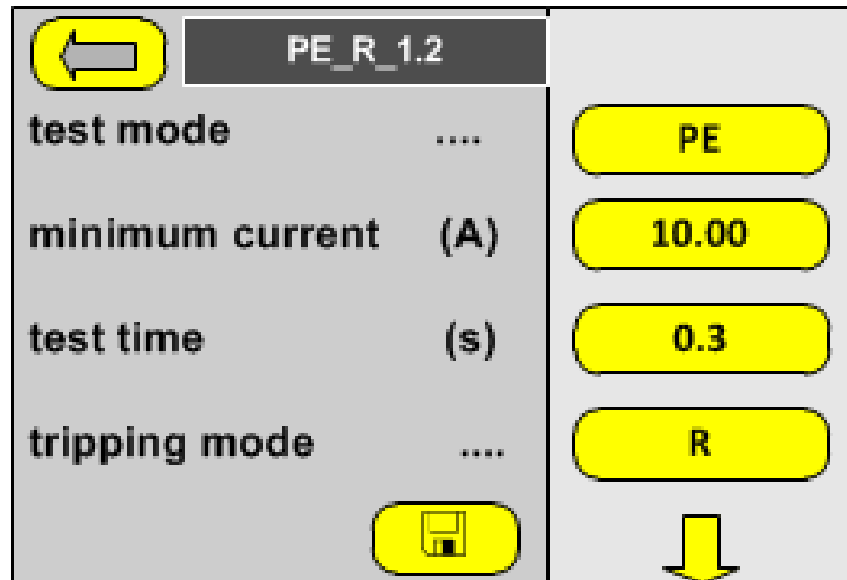 PE_R_1.2
test mode .... PE
minimum current (A) 10.00
test time (s) 0.3
tripping mode .... R